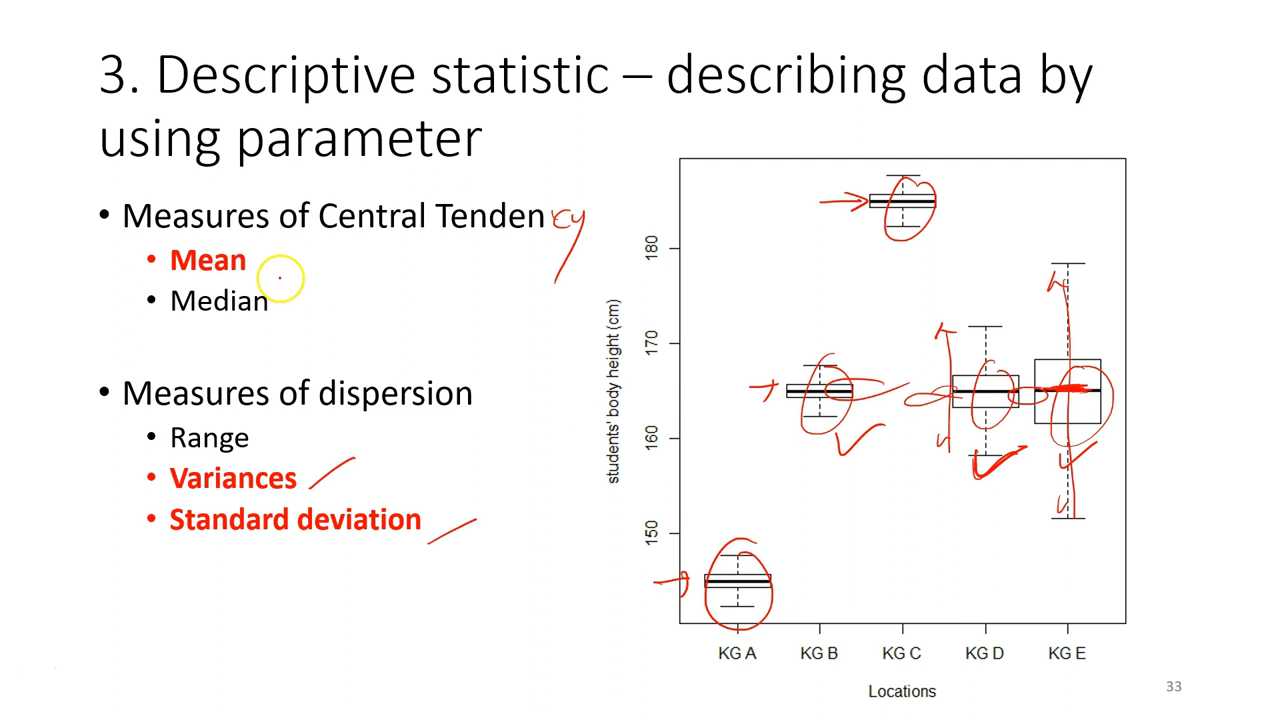 3. Descriptive statistic – describing data by
using parameter
• Measures of Central Tendency
• Mean
• Median
• Measures of dispersion
• Range
• Variances
• Standard deviation
students' body height (cm)
180
170
160
150
KG A KG B KG C KG D KG E
Locations
33